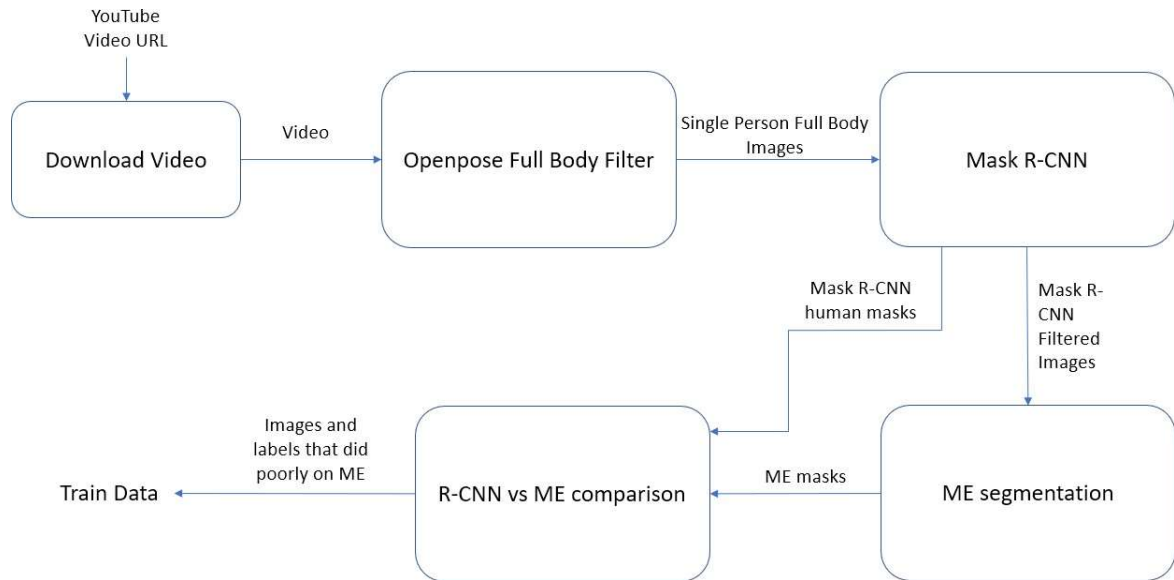 YouTube
Video URL
Download Video
Video
Openpose Full Body Filter
Single Person Full Body
Images
Mask R-CNN
Mask R-CNN
human masks
Mask R-
CNN
Filtered
Images
Images and
labels that did
poorly on ME
Train Data
R-CNN vs ME comparison
ME masks
ME segmentation